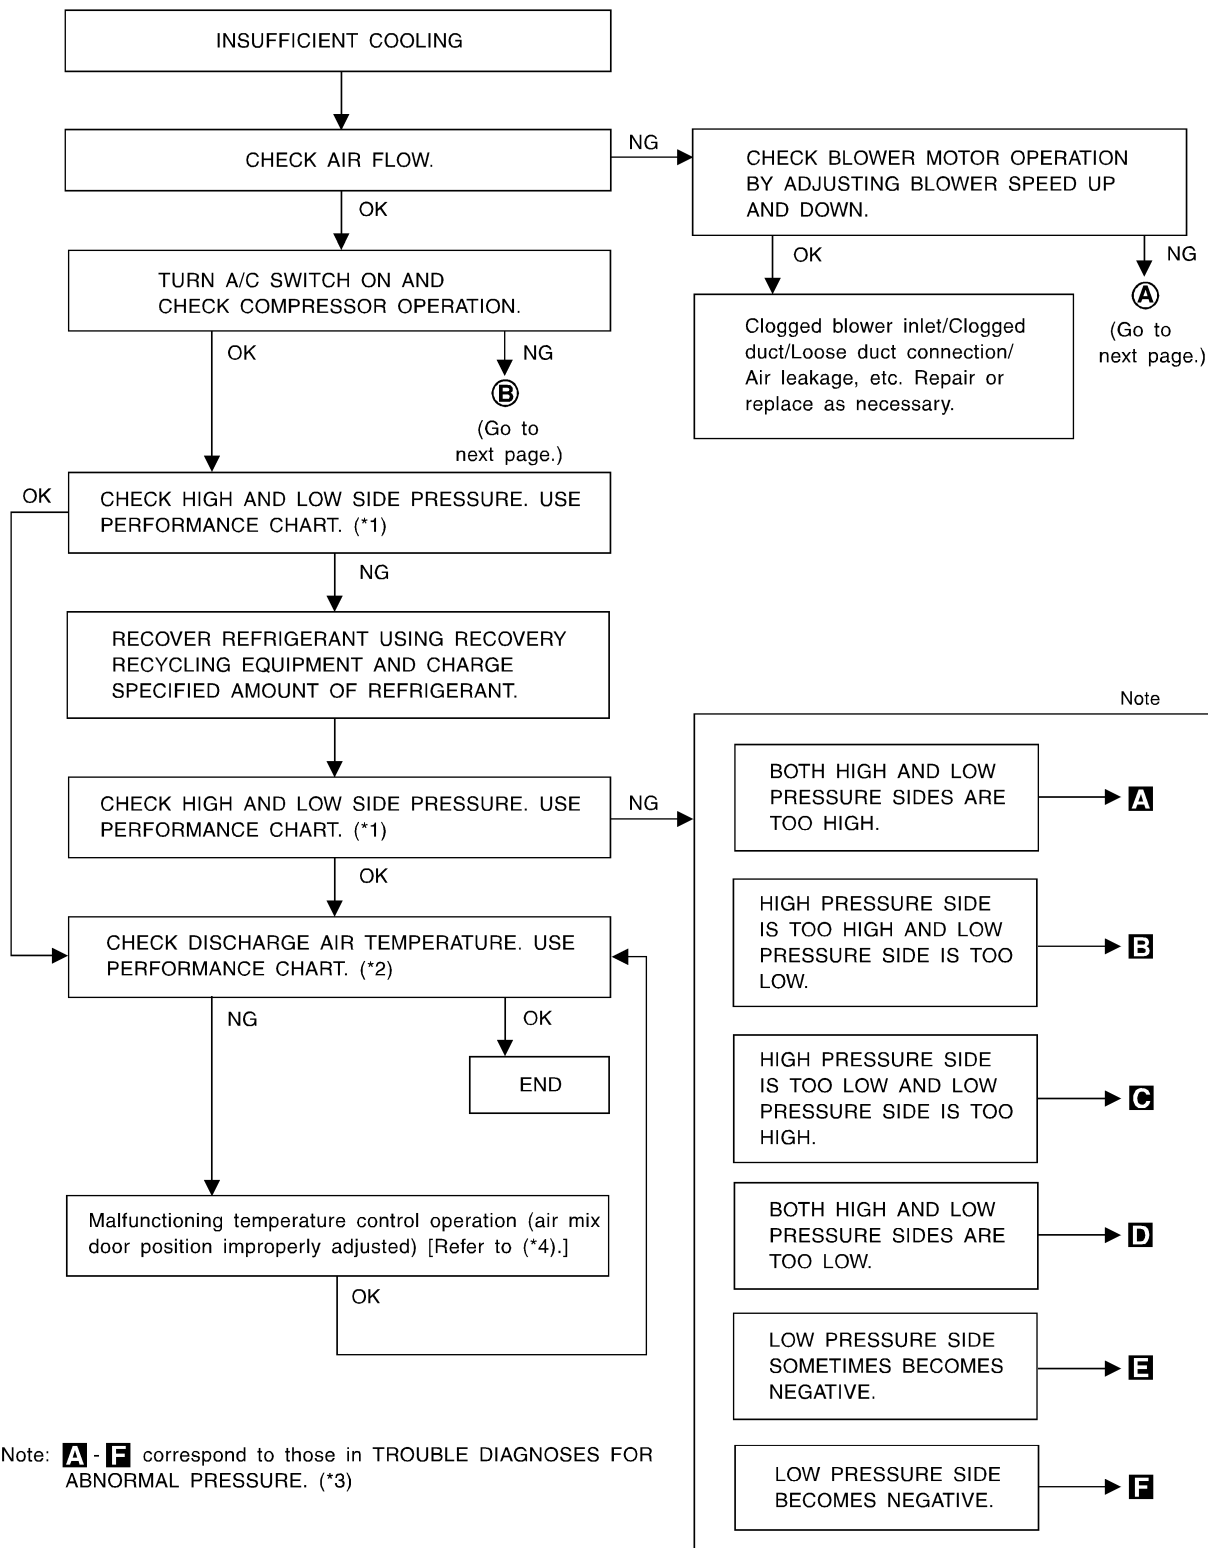 INSUFFICIENT COOLING
CHECK AIR FLOW.
NG
CHECK BLOWER MOTOR OPERATION
BY ADJUSTING BLOWER SPEED UP
AND DOWN.
OK
OK
NG
TURN A/C SWITCH ON AND
CHECK COMPRESSOR OPERATION.
A
(Go to
next page.)
Clogged blower inlet/Clogged
duct/Loose duct connection/
Air leakage, etc. Repair or
replace as necessary.
OK
NG
B
(Go to
next page.)
OK
CHECK HIGH AND LOW SIDE PRESSURE. USE
PERFORMANCE CHART. (*1)
NG
RECOVER REFRIGERANT USING RECOVERY
RECYCLING EQUIPMENT AND CHARGE
SPECIFIED AMOUNT OF REFRIGERANT.
CHECK HIGH AND LOW SIDE PRESSURE. USE
PERFORMANCE CHART. (*1)
NG
OK
CHECK DISCHARGE AIR TEMPERATURE. USE
PERFORMANCE CHART. (*2)
NG
OK
END
Malfunctioning temperature control operation (air mix
door position improperly adjusted) [Refer to (*4).]
OK
Note
BOTH HIGH AND LOW
PRESSURE SIDES ARE
TOO HIGH.
A
HIGH PRESSURE SIDE
IS TOO HIGH AND LOW
PRESSURE SIDE IS TOO
LOW.
B
HIGH PRESSURE SIDE
IS TOO LOW AND LOW
PRESSURE SIDE IS TOO
HIGH.
C
BOTH HIGH AND LOW
PRESSURE SIDES ARE
TOO LOW.
D
LOW PRESSURE SIDE
SOMETIMES BECOMES
NEGATIVE.
E
LOW PRESSURE SIDE
BECOMES NEGATIVE.
F
Note: A - F correspond to those in TROUBLE DIAGNOSES FOR
ABNORMAL PRESSURE. (*3)